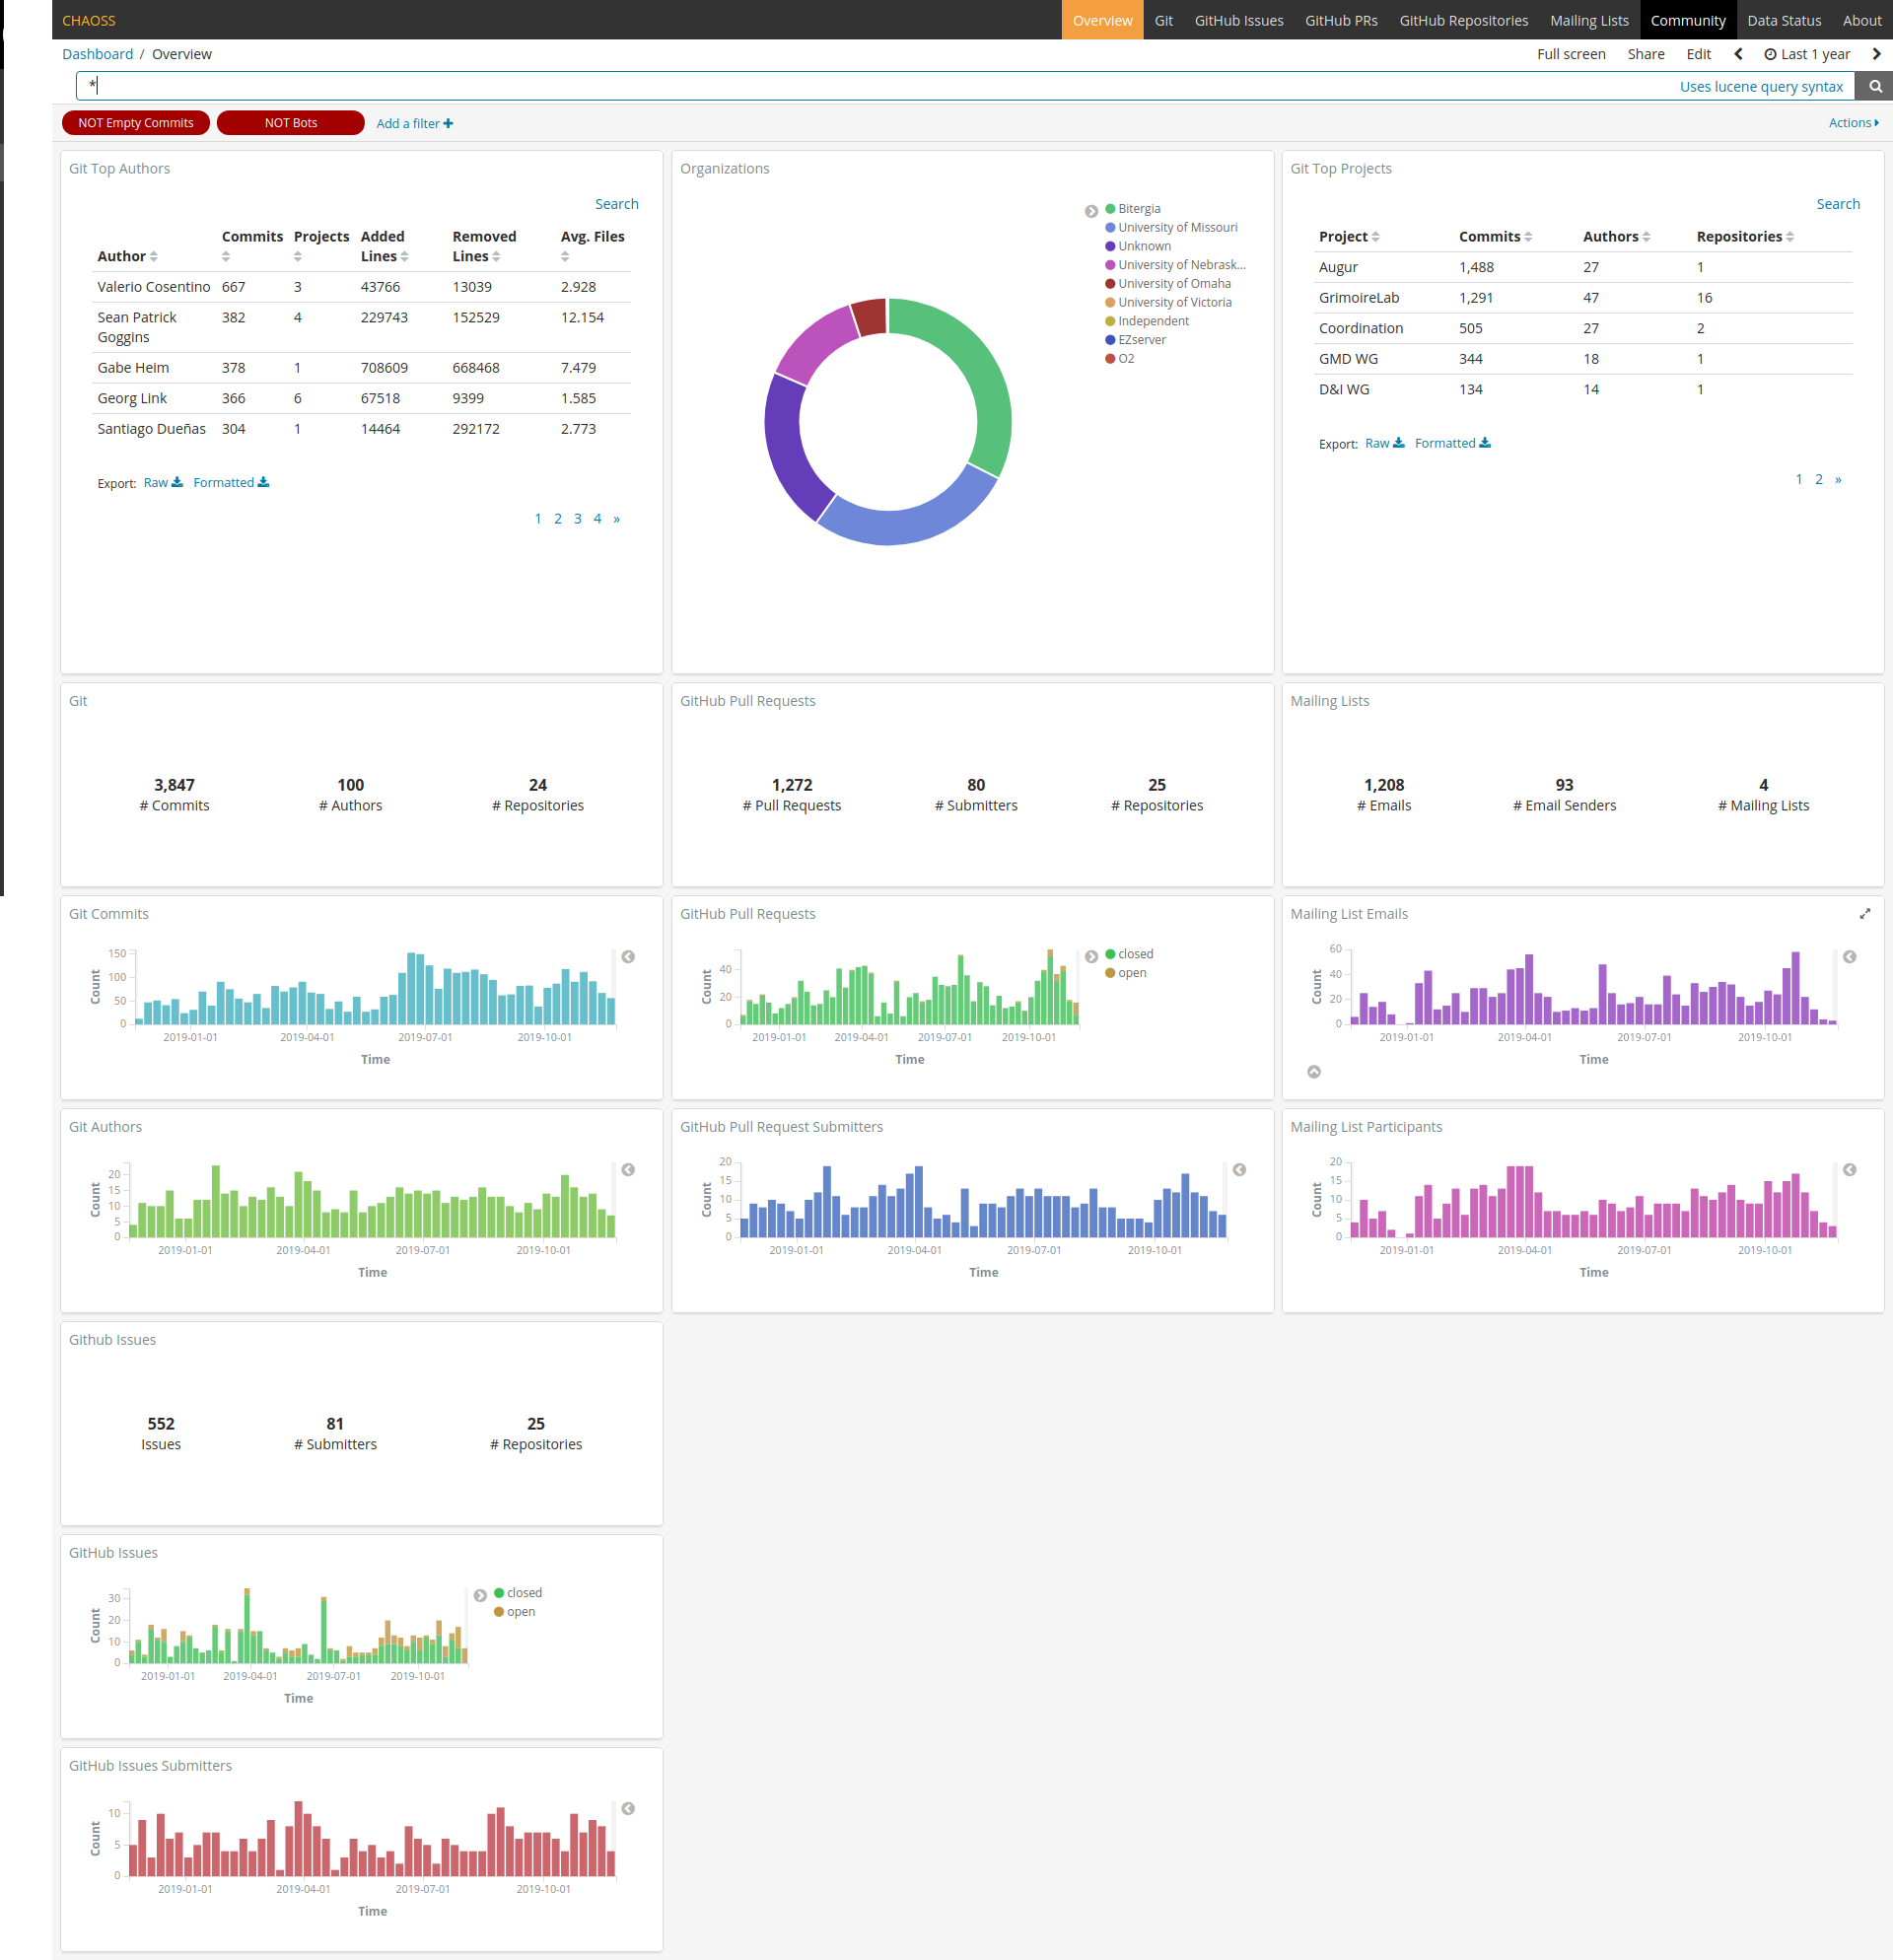 CHAOSS
Overview Git GitHub Issues GitHub PRs GitHub Repositories Mailing Lists Community Data Status About
Dashboard / Overview
Full screen Share Edit Last 1 year
*
Uses lucene query syntax
NOT Empty Commits NOT Bots Add a filter
Actions
Git Top Authors
Search
Author Commits Projects Added Lines Removed Lines Avg. Files
Valerio Cosentino 667 3 43766 13039 2.928
Sean Patrick Goggins 382 4 229743 152529 12.154
Gabe Heim 378 1 708609 668468 7.479
Georg Link 366 6 67518 9399 1.585
Santiago Dueñas 304 1 14464 292172 2.773
Export: Raw Formatted
1 2 3 4 »
Organizations
Bitergia
University of Missouri
Unknown
University of Nebrask...
University of Omaha
University of Victoria
Independent
EZserver
O2
Git Top Projects
Search
Project Commits Authors Repositories
Augur 1,488 27 1
GrimoireLab 1,291 47 16
Coordination 505 27 2
GMD WG 344 18 1
D&I WG 134 14 1
Export: Raw Formatted
1 2 »
Git
3,847 100 24
# Commits # Authors # Repositories
GitHub Pull Requests
1,272 80 25
# Pull Requests # Submitters # Repositories
Mailing Lists
1,208 93 4
# Emails # Email Senders # Mailing Lists
Git Commits
Count
150
100
50
0
2019-01-01 2019-04-01 2019-07-01 2019-10-01
Time
GitHub Pull Requests
Count
40
20
0
2019-01-01 2019-04-01 2019-07-01 2019-10-01
Time
closed
open
Mailing List Emails
Count
60
40
20
0
2019-01-01 2019-04-01 2019-07-01 2019-10-01
Time
Git Authors
Count
20
15
10
5
0
2019-01-01 2019-04-01 2019-07-01 2019-10-01
Time
GitHub Pull Request Submitters
Count
20
15
10
5
0
2019-01-01 2019-04-01 2019-07-01 2019-10-01
Time
Mailing List Participants
Count
20
15
10
5
0
2019-01-01 2019-04-01 2019-07-01 2019-10-01
Time
Github Issues
552 81 25
Issues # Submitters # Repositories
GitHub Issues
Count
30
20
10
0
2019-01-01 2019-04-01 2019-07-01 2019-10-01
Time
closed
open
GitHub Issues Submitters
Count
10
5
0
2019-01-01 2019-04-01 2019-07-01 2019-10-01
Time